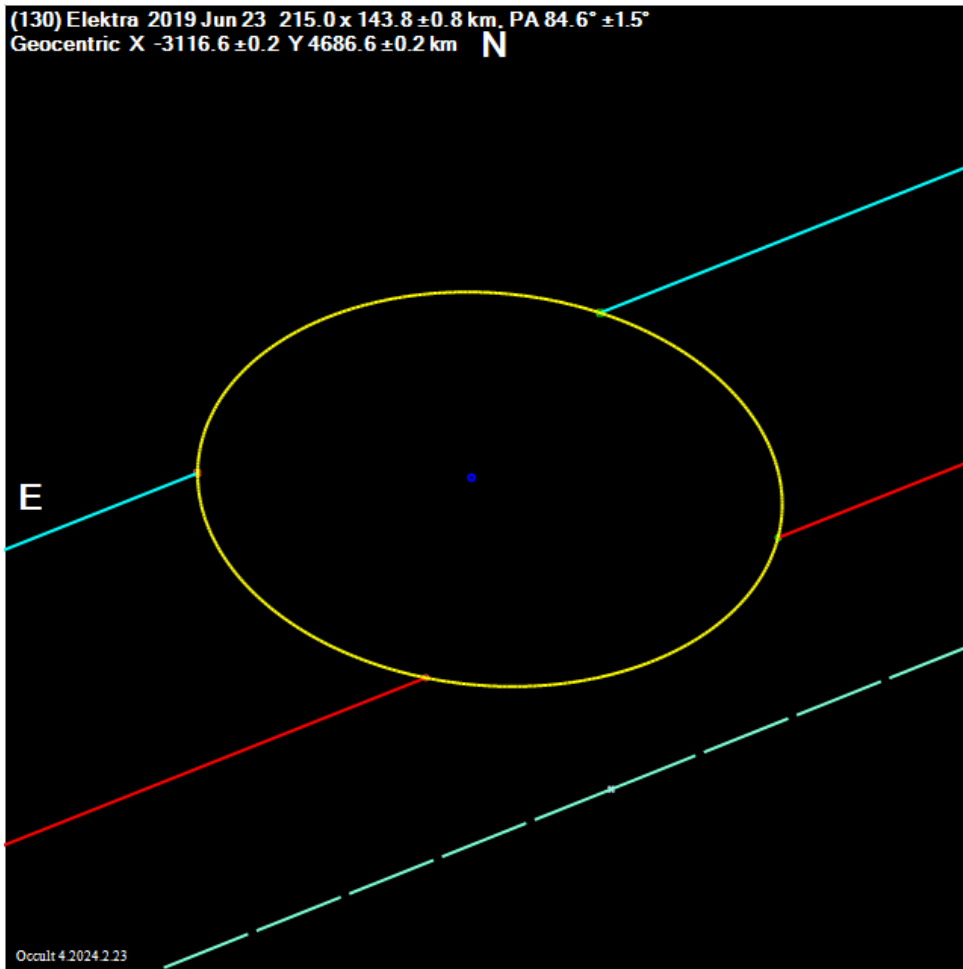 (130) Elektra 2019 Jun 23 215.0 x 143.8 ±0.8 km, PA 84.6° ±1.5°
Geocentric X -3116.6 ±0.2 Y 4686.6 ±0.2 km
N
E
Occult 4.2024.2.23